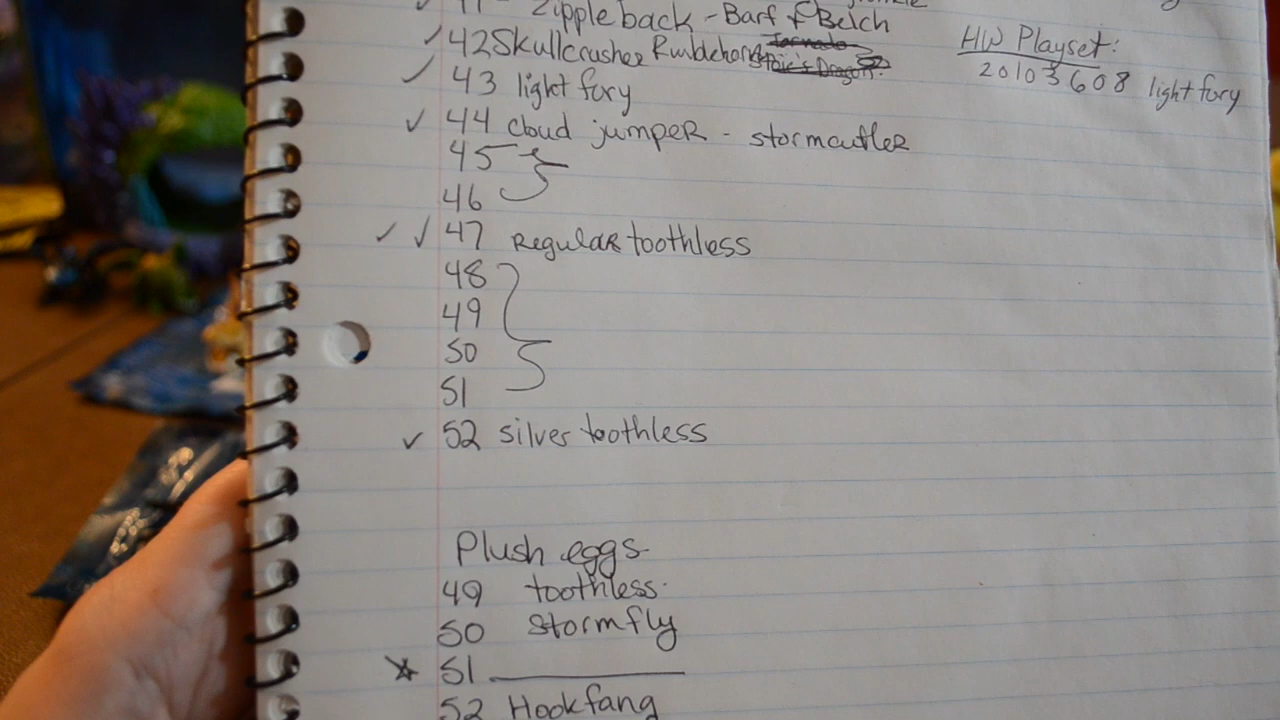 Zippleback - Barf & Belch
HW Playset:
42 Skullcrusher Rumblehorn
20103608 light fury
43 light fury
44 cloud jumper - stormcutter
45
46
47 Regular toothless
48
49
50
51
52 silver toothless
Plush eggs
49 toothless
50 Stormfly
51
52 Hookfang